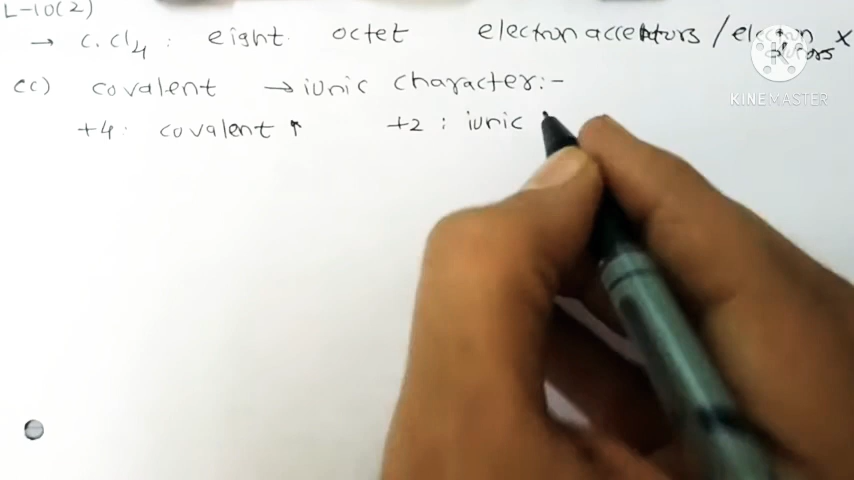 L-10(2)
→ C.Cl4 : eight octet electron acceptors / electron donors x
(c) covalent → ionic character:-
+4 : covalent ↑ +2 : ionic
KINEMASTER